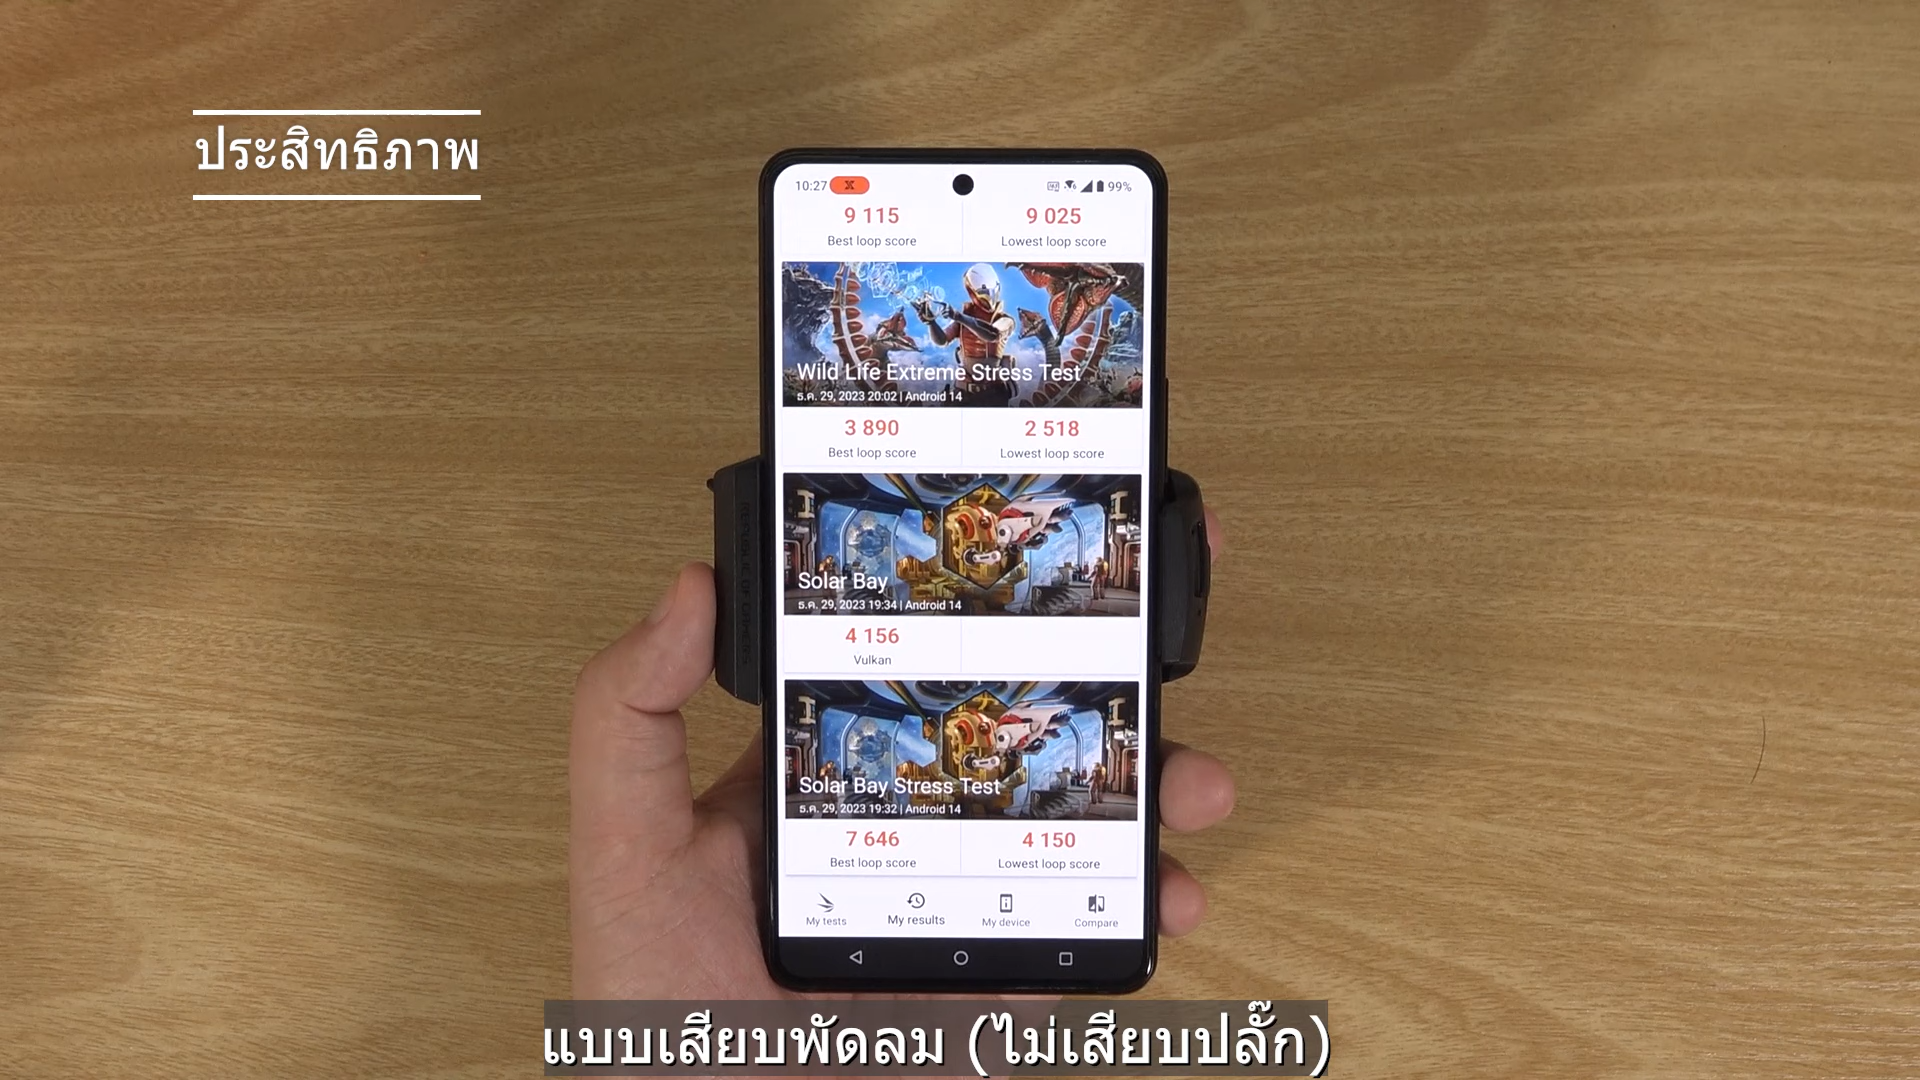 ประสิทธิภาพ
10:27
99%
9 115
9 025
Best loop score
Lowest loop score
Wild Life Extreme Stress Test
ธ.ค. 29, 2023 20:02 | Android 14
3 890
2 518
Best loop score
Lowest loop score
Solar Bay
ธ.ค. 29, 2023 19:34 | Android 14
4 156
Vulkan
Solar Bay Stress Test
ธ.ค. 29, 2023 19:32 | Android 14
7 646
4 150
Best loop score
Lowest loop score
My tests
My results
My device
Compare
REPUBLIC OF GAMERS
แบบเสียบพัดลม (ไม่เสียบปลั๊ก)